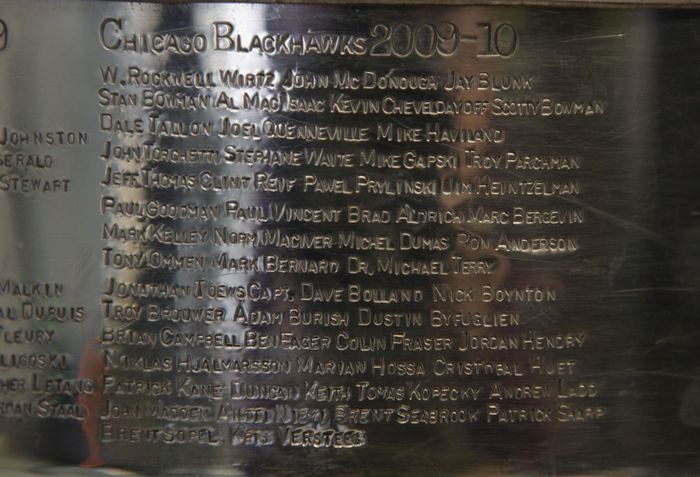 9
CHICAGO BLACKHAWKS 2009-10
W. ROCKWELL WIRTZ JOHN MCDONOUGH JAY BLUNK
STAN BOWMAN AL MACISAAC KEVIN CHEVELDAYOFF SCOTTY BOWMAN
DALE TALLON JOEL QUENNEVILLE MIKE HAVILAND
JOHN TORCHETTI STEPHANE WAITE MIKE GAPSKI TROY PARCHMAN
JEFF THOMAS CLINT REIF PAWEL PRYLINSKI JIM HEINTZELMAN
PAUL GOODMAN PAUL VINCENT BRAD ALDRICH MARC BERGEVIN
MARK KELLEY NORM MACIVER MICHEL DUMAS RON ANDERSON
TONY OMMEN MARK BERNARD DR. MICHAEL TERRY
JONATHAN TOEWS CAPT. DAVE BOLLAND NICK BOYNTON
TROY BROUWER ADAM BURISH DUSTIN BYFUGLIEN
BRIAN CAMPBELL BEN EAGER COLIN FRASER JORDAN HENDRY
NIKLAS HJALMARSSON MARIAN HOSSA CRISTOBAL HUET
PATRICK KANE DUNCAN KEITH TOMAS KOPECKY ANDREW LADD
JOHN MADDEN ANTTI NIEMI BRENT SEABROOK PATRICK SHARP
BRENT SOPEL KRIS VERSTEEG
JOHNSTON
GERALD
STEWART
MALKIN
AL DUPUIS
FLEURY
LIGOSKI
HER LETANG
RDAN STAAL